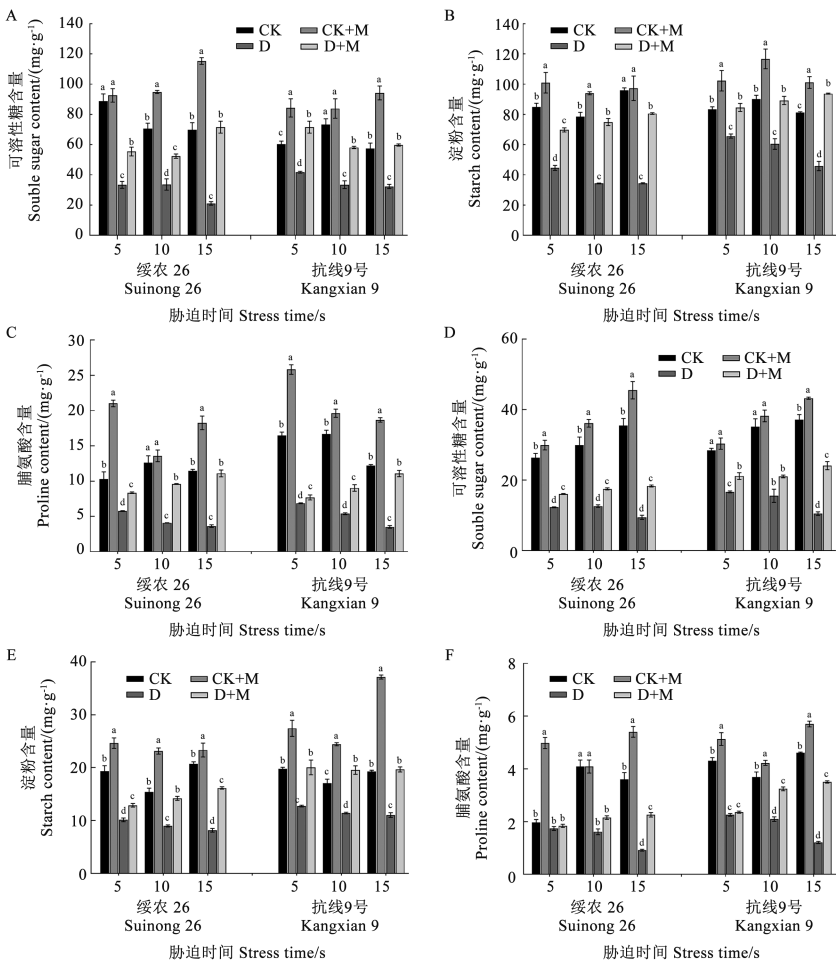 A
140
120
100
80
60
40
20
0
可溶性糖含量
Souble sugar content/(mg·g⁻¹)
CK CK+M
D D+M
a a c b
b a d c
b a c b
c a d b
a a c b
b a c b
5 10 15 5 10 15
绥农 26 抗线9号
Suinong 26 Kangxian 9
胁迫时间 Stress time/s
B
140
120
100
80
60
40
20
0
淀粉含量
Starch content/(mg·g⁻¹)
CK CK+M
D D+M
b a d c
b a c b
a a c b
b a c b
b a c b
b a c b
5 10 15 5 10 15
绥农 26 抗线9号
Suinong 26 Kangxian 9
胁迫时间 Stress time/s
C
30
25
20
15
10
5
0
脯氨酸含量
Proline content/(mg·g⁻¹)
b a d c
a a c b
b a c b
b a d c
b a d c
b a c b
5 10 15 5 10 15
绥农 26 抗线9号
Suinong 26 Kangxian 9
胁迫时间 Stress time/s
D
60
40
20
0
可溶性糖含量
Souble sugar content/(mg·g⁻¹)
CK CK+M
D D+M
b a d c
b a d c
b a d c
a a c b
b a b b
b a d c
5 10 15 5 10 15
绥农 26 抗线9号
Suinong 26 Kangxian 9
胁迫时间 Stress time/s
E
40
30
20
10
0
淀粉含量
Starch content/(mg·g⁻¹)
CK CK+M
D D+M
b a d c
b a c b
b a d c
b a c b
c a d b
b a c b
5 10 15 5 10 15
绥农 26 抗线9号
Suinong 26 Kangxian 9
胁迫时间 Stress time/s
F
8
6
4
2
0
脯氨酸含量
Proline content/(mg·g⁻¹)
CK CK+M
D D+M
b a b b
a a c b
b a d c
b a c c
b a d c
b a d c
5 10 15 5 10 15
绥农 26 抗线9号
Suinong 26 Kangxian 9
胁迫时间 Stress time/s